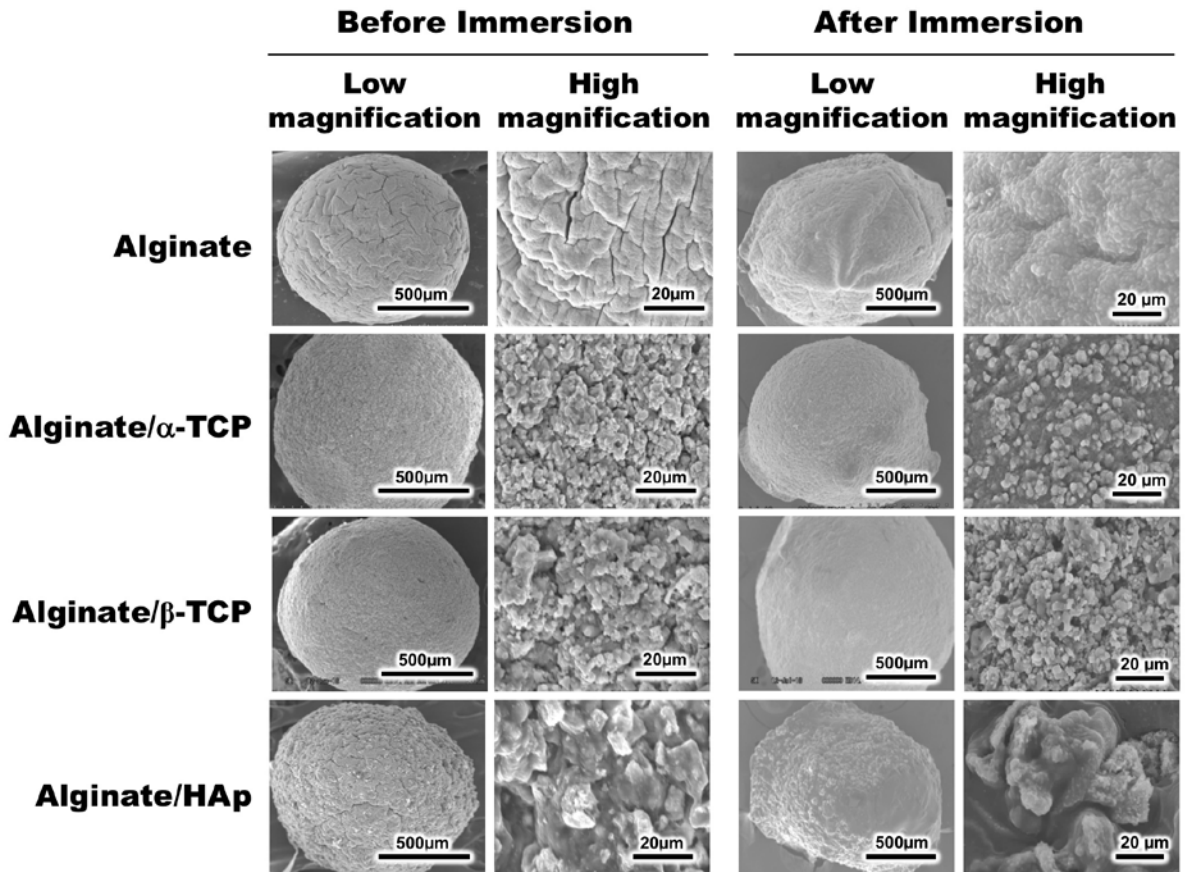 Before Immersion
After Immersion
Low magnification
High magnification
Low magnification
High magnification
Alginate
500µm
20µm
500µm
20 µm
Alginate/α-TCP
500µm
20µm
500µm
20 µm
Alginate/β-TCP
500µm
20µm
500µm
20 µm
Alginate/HAp
500µm
20µm
500µm
20 µm